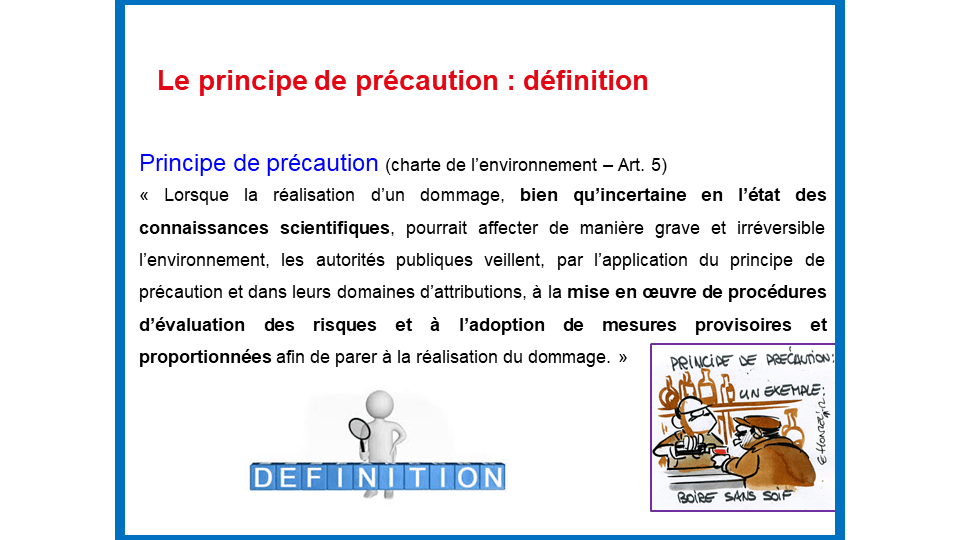 Le principe de précaution : définition
Principe de précaution (charte de l’environnement – Art. 5)
« Lorsque la réalisation d’un dommage, bien qu’incertaine en l’état des
connaissances scientifiques, pourrait affecter de manière grave et irréversible
l’environnement, les autorités publiques veillent, par l’application du principe de
précaution et dans leurs domaines d’attributions, à la mise en œuvre de procédures
d’évaluation des risques et à l’adoption de mesures provisoires et
proportionnées afin de parer à la réalisation du dommage. »
DEFINITION
PRINCIPE DE PRÉCAUTION:
UN EXEMPLE:
BOIRE SANS SOIF